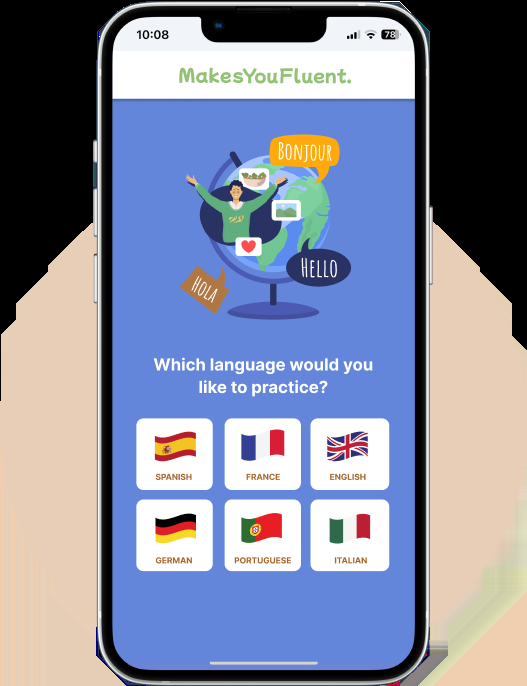 10:08
78
MakesYouFluent.
BONJOUR
HELLO
HOLA
Which language would you
like to practice?
SPANISH
FRANCE
ENGLISH
GERMAN
PORTUGUESE
ITALIAN